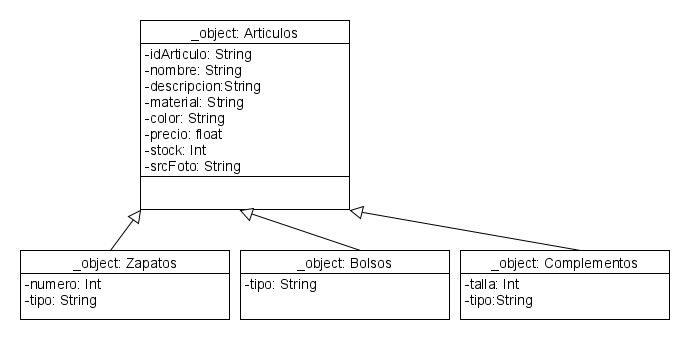 _object: Articulos
-idArticulo: String
-nombre: String
-descripcion:String
-material: String
-color: String
-precio: float
-stock: Int
-srcFoto: String
_object: Zapatos
-numero: Int
-tipo: String
_object: Bolsos
-tipo: String
_object: Complementos
-talla: Int
-tipo:String